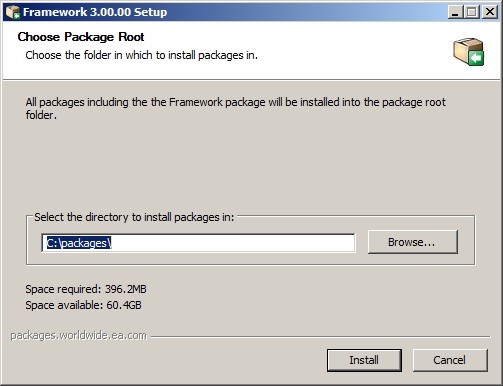 Framework 3.00.00 Setup
Choose Package Root
Choose the folder in which to install packages in.
All packages including the the Framework package will be installed into the package root
folder.
Select the directory to install packages in:
C:\packages\
Browse...
Space required: 396.2MB
Space available: 60.4GB
packages.worldwide.ea.com
Install
Cancel